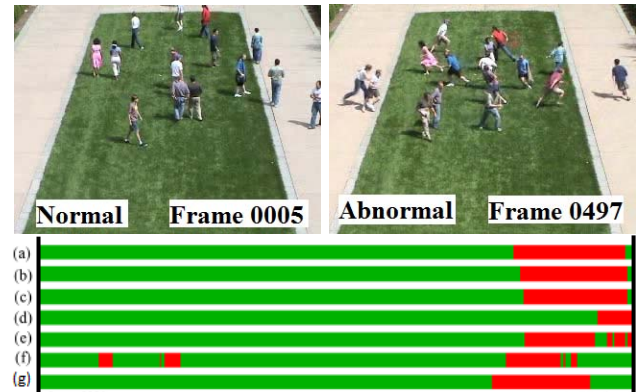 Normal Frame 0005
Abnormal Frame 0497
(a)
(b)
(c)
(d)
(e)
(f)
(g)